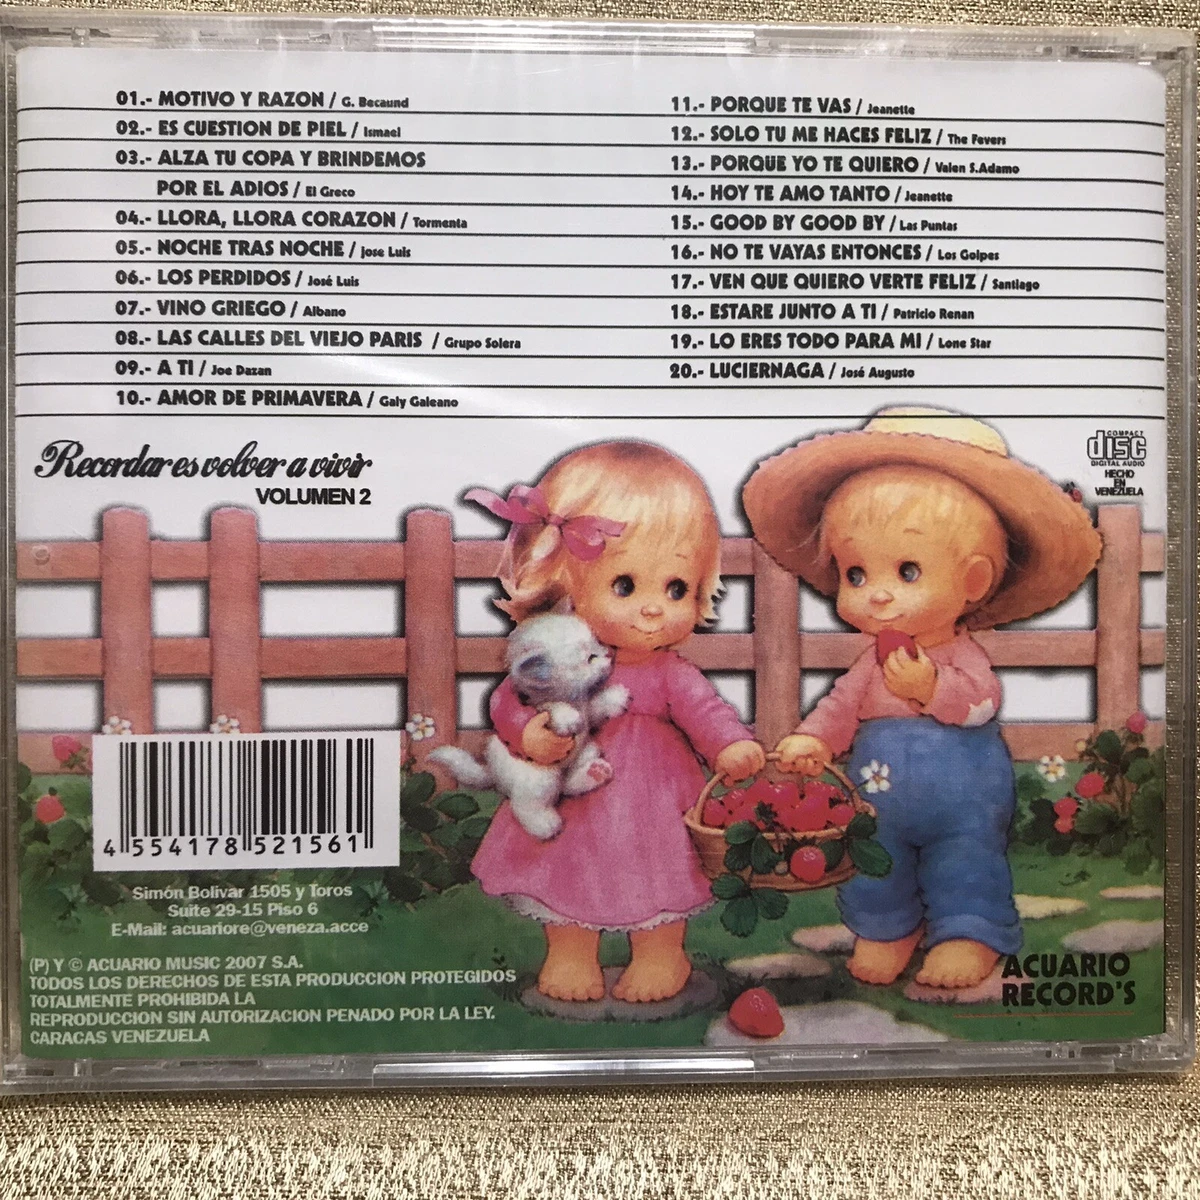 01.- MOTIVO Y RAZON / G. Becaund
02.- ES CUESTION DE PIEL / Ismael
03.- ALZA TU COPA Y BRINDEMOS
POR EL ADIOS / El Greco
04.- LLORA, LLORA CORAZON / Tormenta
05.- NOCHE TRAS NOCHE / Jose Luis
06.- LOS PERDIDOS / José Luis
07.- VINO GRIEGO / Albano
08.- LAS CALLES DEL VIEJO PARIS / Grupo Solera
09.- A TI / Joe Dazan
10.- AMOR DE PRIMAVERA / Galy Galeano
11.- PORQUE TE VAS / Jeanette
12.- SOLO TU ME HACES FELIZ / The Fevers
13.- PORQUE YO TE QUIERO / Valen S.Adamo
14.- HOY TE AMO TANTO / Jeanette
15.- GOOD BY GOOD BY / Las Puntas
16.- NO TE VAYAS ENTONCES / Los Golpes
17.- VEN QUE QUIERO VERTE FELIZ / Santiago
18.- ESTARE JUNTO A TI / Patricio Renan
19.- LO ERES TODO PARA MI / Lone Star
20.- LUCIERNAGA / José Augusto
Recordar es volver a vivir
VOLUMEN 2
COMPACT
disc
DIGITAL AUDIO
HECHO
EN
VENEZUELA
4 554178 521561
Simón Bolívar 1505 y Toros
Suite 29-15 Piso 6
E-Mail: acuariore@veneza.acce
(P) Y © ACUARIO MUSIC 2007 S.A.
TODOS LOS DERECHOS DE ESTA PRODUCCION PROTEGIDOS
TOTALMENTE PROHIBIDA LA
REPRODUCCION SIN AUTORIZACION PENADO POR LA LEY.
CARACAS VENEZUELA
ACUARIO
RECORD'S